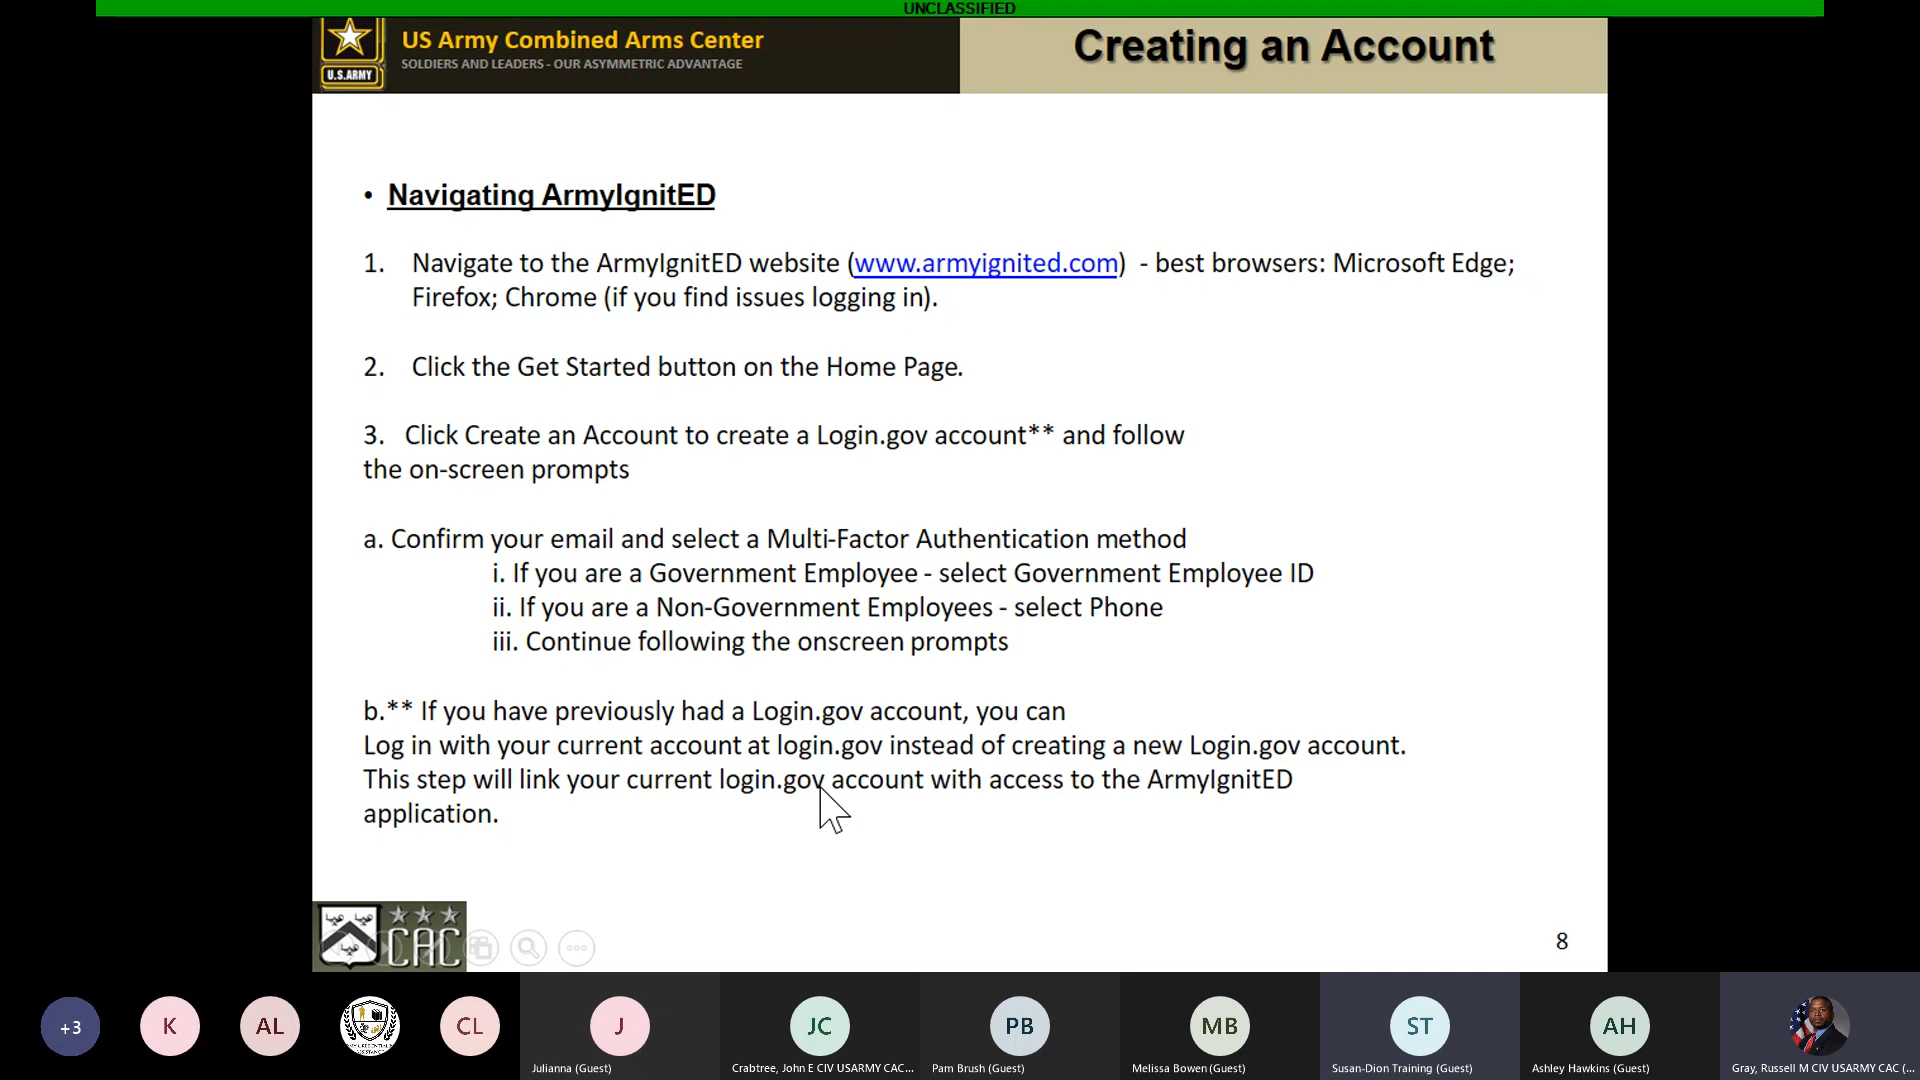 UNCLASSIFIED
U.S.ARMY
US Army Combined Arms Center
SOLDIERS AND LEADERS - OUR ASYMMETRIC ADVANTAGE
Creating an Account
• Navigating ArmyIgnitED
1. Navigate to the ArmyIgnitED website (www.armyignited.com) - best browsers: Microsoft Edge;
Firefox; Chrome (if you find issues logging in).
2. Click the Get Started button on the Home Page.
3. Click Create an Account to create a Login.gov account** and follow
the on-screen prompts
a. Confirm your email and select a Multi-Factor Authentication method
i. If you are a Government Employee - select Government Employee ID
ii. If you are a Non-Government Employees - select Phone
iii. Continue following the onscreen prompts
b.** If you have previously had a Login.gov account, you can
Log in with your current account at login.gov instead of creating a new Login.gov account.
This step will link your current login.gov account with access to the ArmyIgnitED
application.
CAC
8
+3
K
AL
CL
J
JC
PB
MB
ST
AH
Julianna (Guest)
Crabtree, John E CIV USARMY CAC...
Pam Brush (Guest)
Melissa Bowen (Guest)
Susan-Dion Training (Guest)
Ashley Hawkins (Guest)
Gray, Russell M CIV USARMY CAC (...